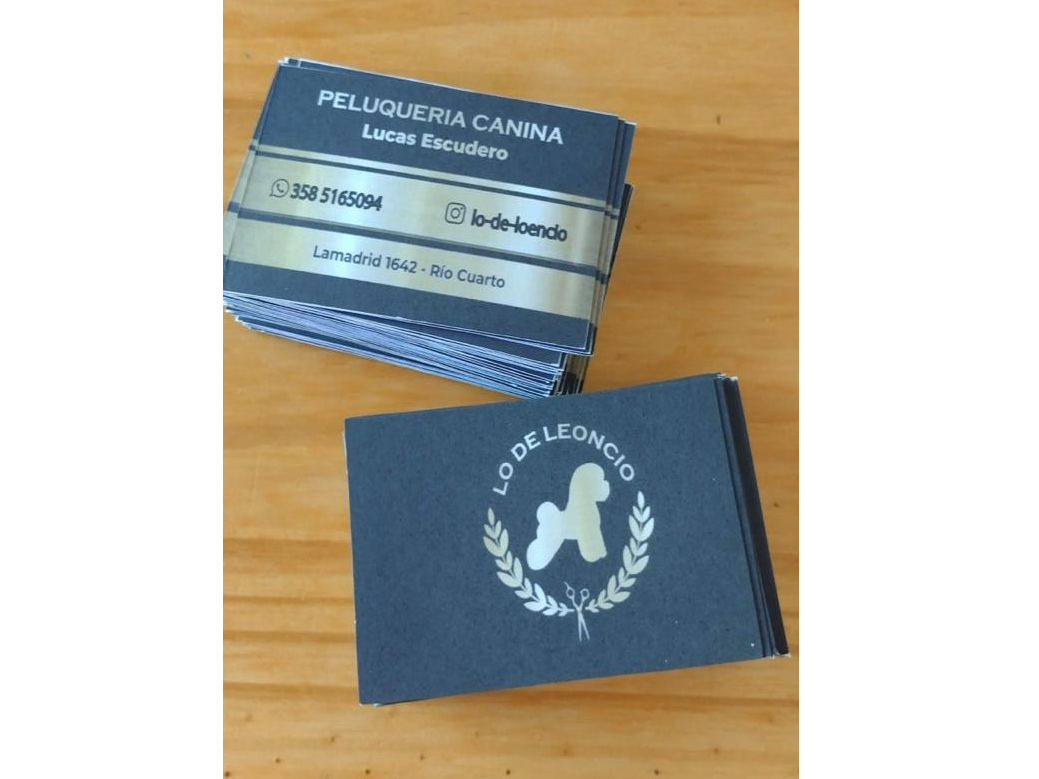 PELUQUERIA CANINA
Lucas Escudero
358 5165094
lo-de-loencio
Lamadrid 1642 - Río Cuarto
LO DE LEONCIO